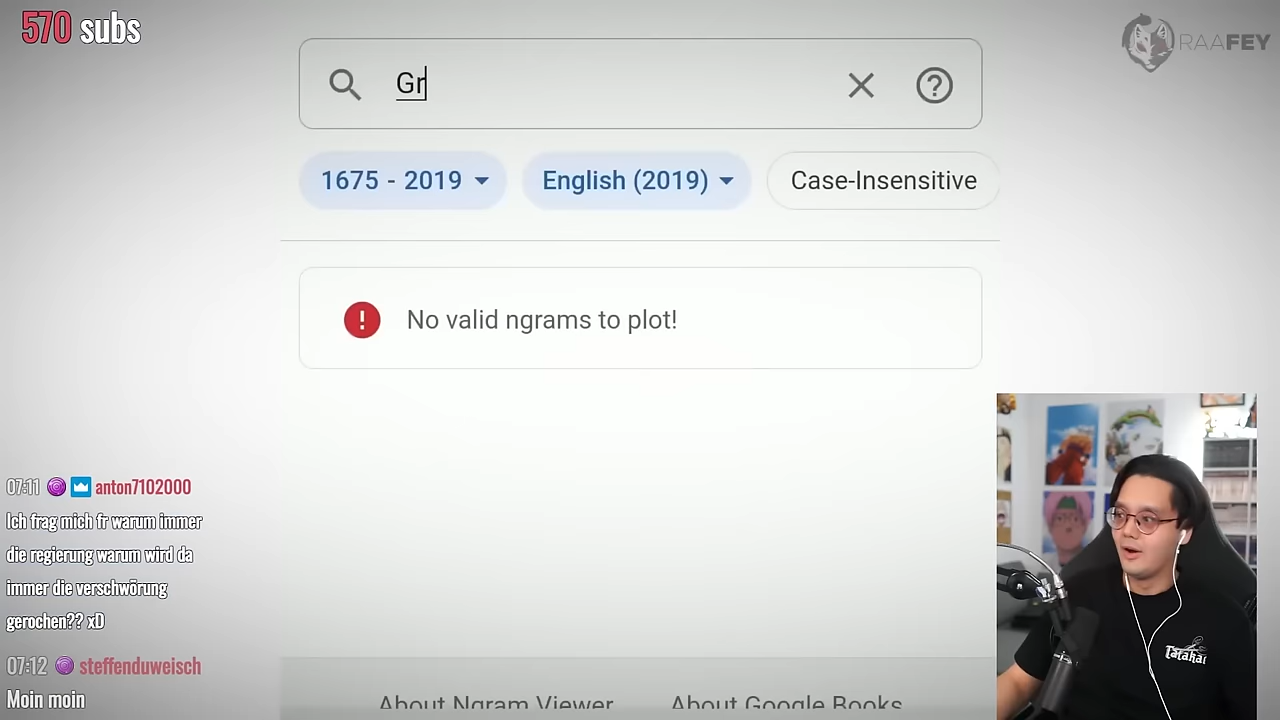 570 subs
RAAFEY
Gr
1675 - 2019
English (2019)
Case-Insensitive
No valid ngrams to plot!
07:11 anton7102000
Ich frag mich fr warum immer
die regierung warum wird da
immer die verschwörung
gerochen?? xD
07:12 steffenduweisch
Moin moin
Tatakai
About Ngram Viewer
About Google Books